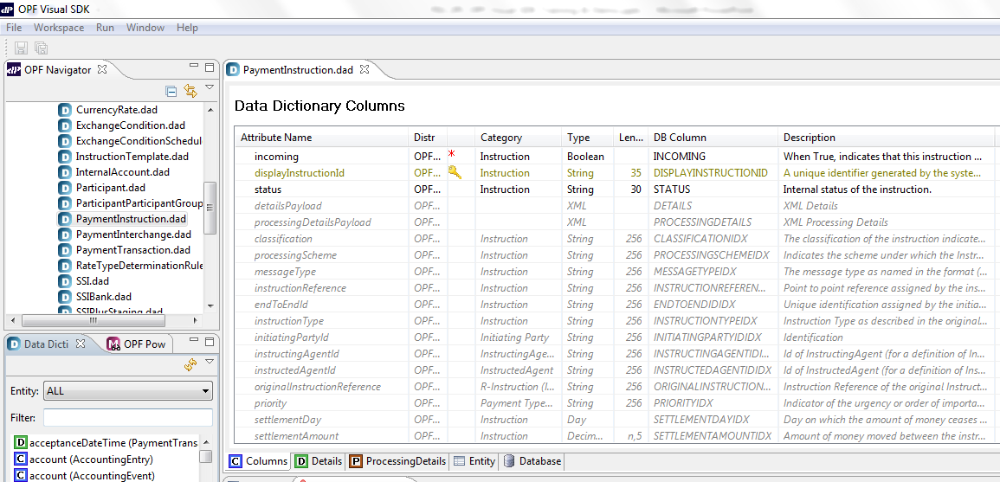 OPF Visual SDK
File Workspace Run Window Help
OPF Navigator
CurrencyRate.dad
ExchangeCondition.dad
ExchangeConditionSchedul
InstructionTemplate.dad
InternalAccount.dad
Participant.dad
ParticipantParticipantGroup
PaymentInstruction.dad
PaymentInterchange.dad
PaymentTransaction.dad
RateTypeDeterminationRule
SSI.dad
SSIBank.dad
SSIPlusStaging.dad
Data Dicti OPF Pow
Entity: ALL
Filter:
D acceptanceDateTime (PaymentTrans
C account (AccountingEntry)
C account (AccountingEvent)
D PaymentInstruction.dad
Data Dictionary Columns
Attribute Name Distr Category Type Len... DB Column Description
incoming OPF... * Instruction Boolean INCOMING When True, indicates that this instruction ...
displayInstructionId OPF... Instruction String 35 DISPLAYINSTRUCTIONID A unique identifier generated by the syste...
status OPF... Instruction String 30 STATUS Internal status of the instruction.
detailsPayload OPF... XML DETAILS XML Details
processingDetailsPayload OPF... XML PROCESSINGDETAILS XML Processing Details
classification OPF... Instruction String 256 CLASSIFICATIONIDX The classification of the instruction indicate...
processingScheme OPF... Instruction String 256 PROCESSINGSCHEMEIDX Indicates the scheme under which the Instr...
messageType OPF... Instruction String 256 MESSAGETYPEIDX The message type as named in the format (...
instructionReference OPF... Instruction String 256 INSTRUCTIONREFEREN... Point to point reference assigned by the ins...
endToEndId OPF... Instruction String 256 ENDTOENDIDIDX Unique identification assigned by the initia...
instructionType OPF... Instruction String 256 INSTRUCTIONTYPEIDX Instruction Type as described in the original...
initiatingPartyId OPF... Initiating Party String 256 INITIATINGPARTYIDIDX Identification
instructingAgentId OPF... InstructingAge... String 256 INSTRUCTINGAGENTIDI... Id of InstructingAgent (for a definition of In...
instructedAgentId OPF... InstructedAgent String 256 INSTRUCTEDAGENTIDIDX Id of InstructedAgent (for a definition of Ins...
originalInstructionReference OPF... R-Instruction (I... String 256 ORIGINALINSTRUCTION... Instruction Reference of the original Instruct...
priority OPF... Payment Type... String 256 PRIORITYIDX Indicator of the urgency or order of importa...
settlementDay OPF... Instruction Day SETTLEMENTDAYIDX Day on which the amount of money ceases ...
settlementAmount OPF... Instruction Decim... n,5 SETTLEMENTAMOUNTIDX Amount of money moved between the instr...
C Columns D Details P ProcessingDetails Entity Database